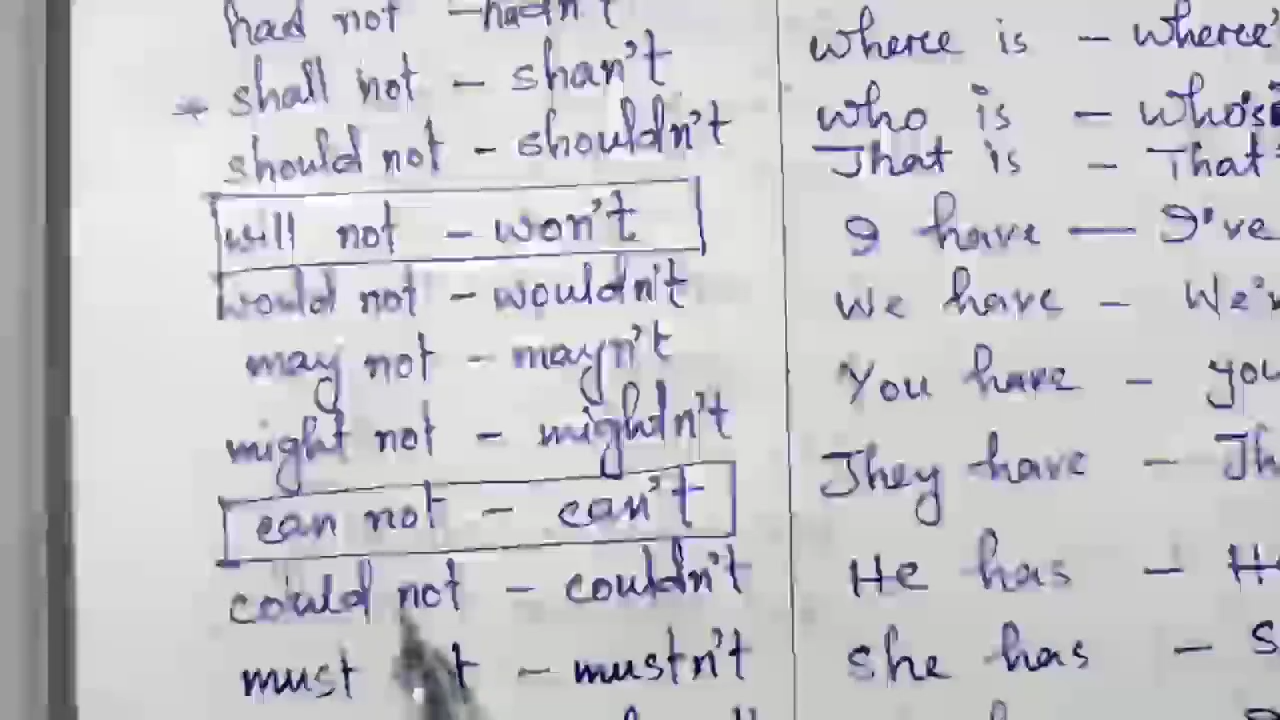 had not - hadn't
* shall not - shan't
should not - shouldn't
will not - won't
would not - wouldn't
may not - mayn't
might not - mightn't
can not - can't
could not - couldn't
must - mustn't
where is - where'
who is - who's
That is - That'
I have — I've
We have - We'
You have - you
They have - Th
He has - H
she has - S